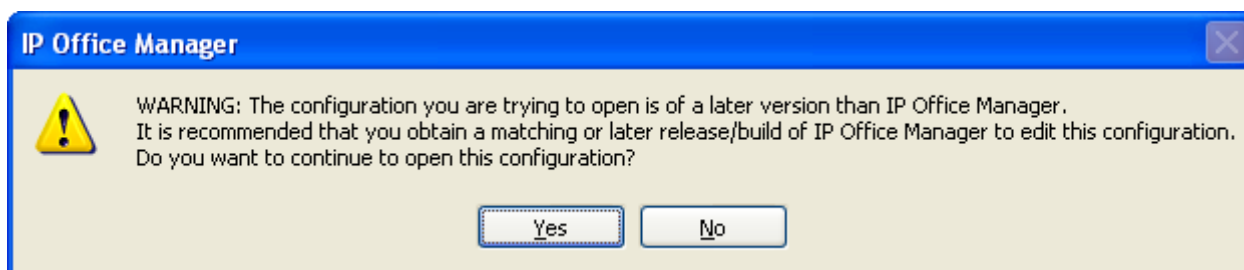 IP Office Manager
WARNING: The configuration you are trying to open is of a later version than IP Office Manager.
It is recommended that you obtain a matching or later release/build of IP Office Manager to edit this configuration.
Do you want to continue to open this configuration?
Yes No